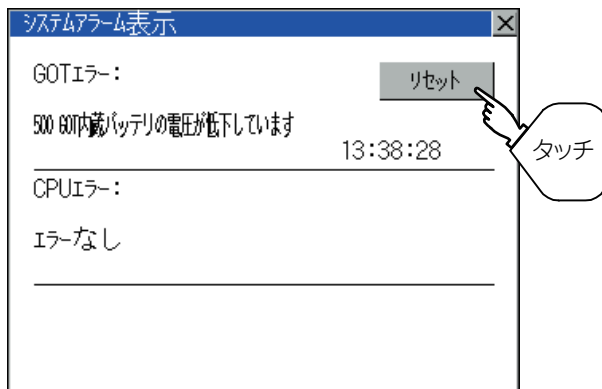 システムアラーム表示
GOTエラー:
リセット
500 GOT内蔵バッテリの電圧が低下しています
13:38:28
タッチ
CPUエラー:
エラーなし